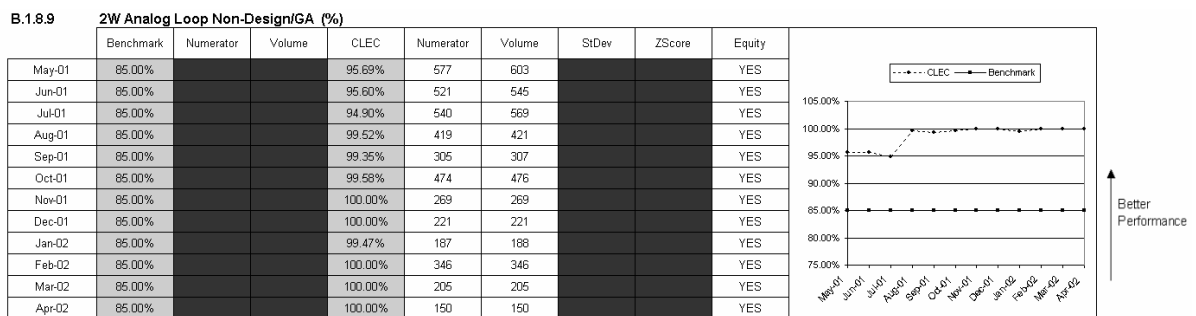 B.1.8.9 2W Analog Loop Non-Design/GA (%)
Benchmark Numerator Volume CLEC Numerator Volume StDev ZScore Equity
May-01 85.00% 95.69% 577 603 YES
Jun-01 85.00% 95.60% 521 545 YES
Jul-01 85.00% 94.90% 540 569 YES
Aug-01 85.00% 99.52% 419 421 YES
Sep-01 85.00% 99.35% 305 307 YES
Oct-01 85.00% 99.58% 474 476 YES
Nov-01 85.00% 100.00% 269 269 YES
Dec-01 85.00% 100.00% 221 221 YES
Jan-02 85.00% 99.47% 187 188 YES
Feb-02 85.00% 100.00% 346 346 YES
Mar-02 85.00% 100.00% 205 205 YES
Apr-02 85.00% 100.00% 150 150 YES
CLEC Benchmark
105.00%
100.00%
95.00%
90.00%
85.00%
80.00%
75.00%
May-01 Jun-01 Jul-01 Aug-01 Sep-01 Oct-01 Nov-01 Dec-01 Jan-02 Feb-02 Mar-02 Apr-02
Better
Performance